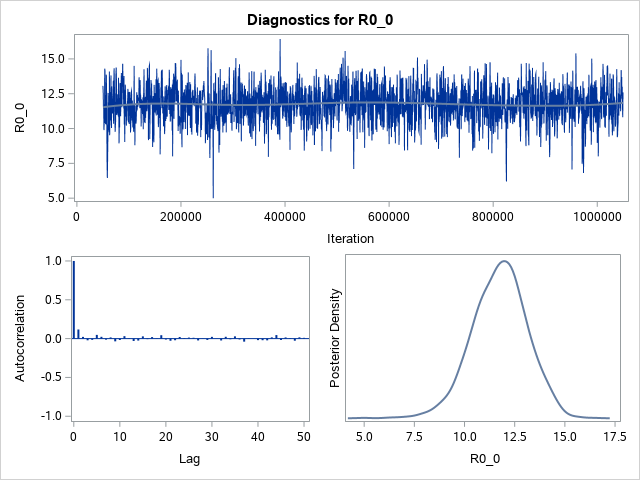 Diagnostics for R0_0
15.0
12.5
10.0
7.5
5.0
R0_0
0 200000 400000 600000 800000 1000000
Iteration
1.0
0.5
0.0
-0.5
-1.0
Autocorrelation
0 10 20 30 40 50
Lag
Posterior Density
5.0 7.5 10.0 12.5 15.0 17.5
R0_0